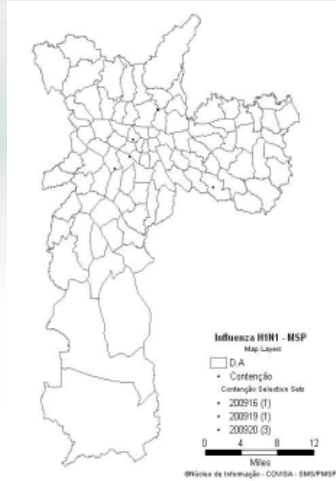 Influenza H1N1 - MSP
Map Layers
D.A
Contenção
Contenção Selection Sets
200916 (1)
200919 (1)
200920 (3)
0 4 8 12
Miles
©Núcleo de Informação - COVISA - SMS/PMSP